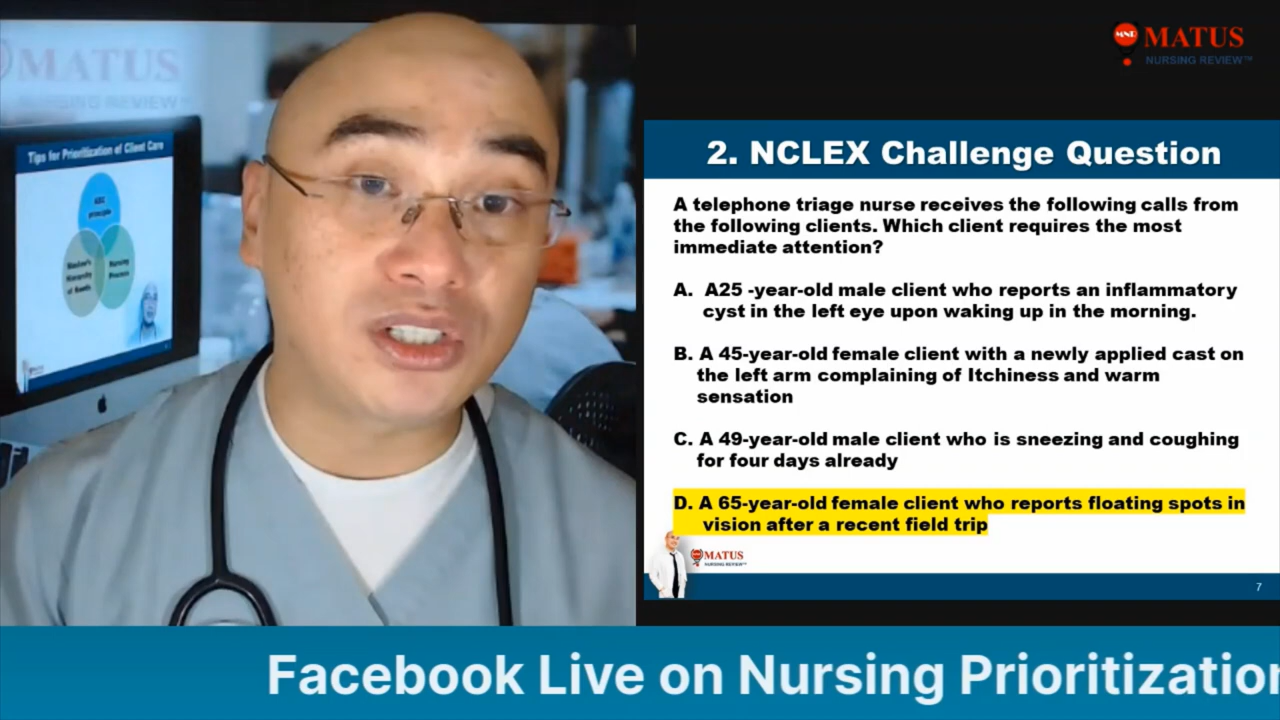 MATUS
NURSING REVIEW™
Tips for Prioritization of Client Care
ABC
principle
Maslow's
Hierarchy
of Needs
Nursing
Process
MNR
MATUS
NURSING REVIEW™
2. NCLEX Challenge Question
A telephone triage nurse receives the following calls from
the following clients. Which client requires the most
immediate attention?
A. A25 -year-old male client who reports an inflammatory
cyst in the left eye upon waking up in the morning.
B. A 45-year-old female client with a newly applied cast on
the left arm complaining of Itchiness and warm
sensation
C. A 49-year-old male client who is sneezing and coughing
for four days already
D. A 65-year-old female client who reports floating spots in
vision after a recent field trip
MATUS
NURSING REVIEW™
7
Facebook Live on Nursing Prioritization